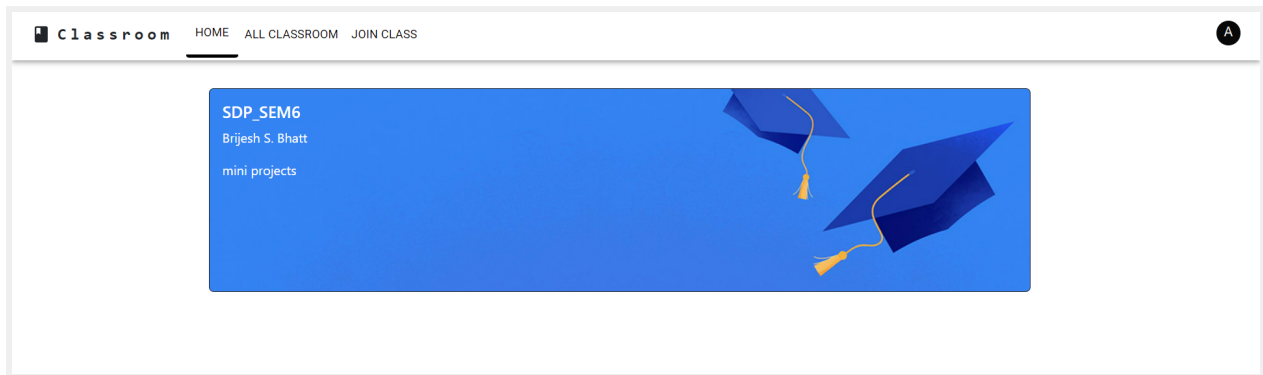 Classroom HOME ALL CLASSROOM JOIN CLASS A
SDP_SEM6
Brijesh S. Bhatt
mini projects